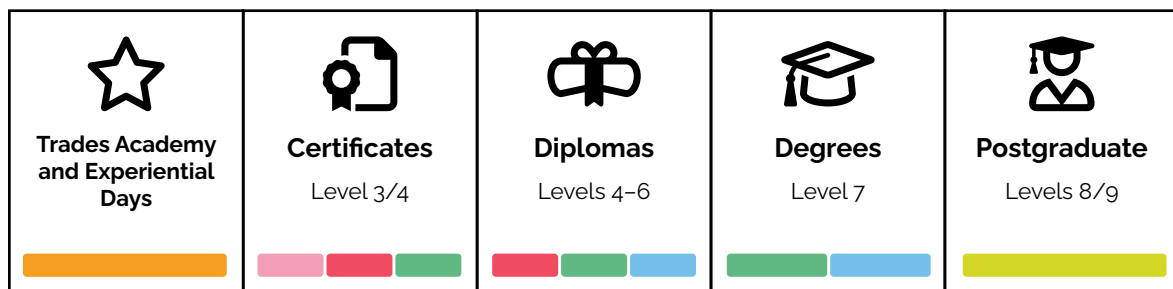 Trades Academy
and Experiential
Days
Certificates
Level 3/4
Diplomas
Levels 4–6
Degrees
Level 7
Postgraduate
Levels 8/9